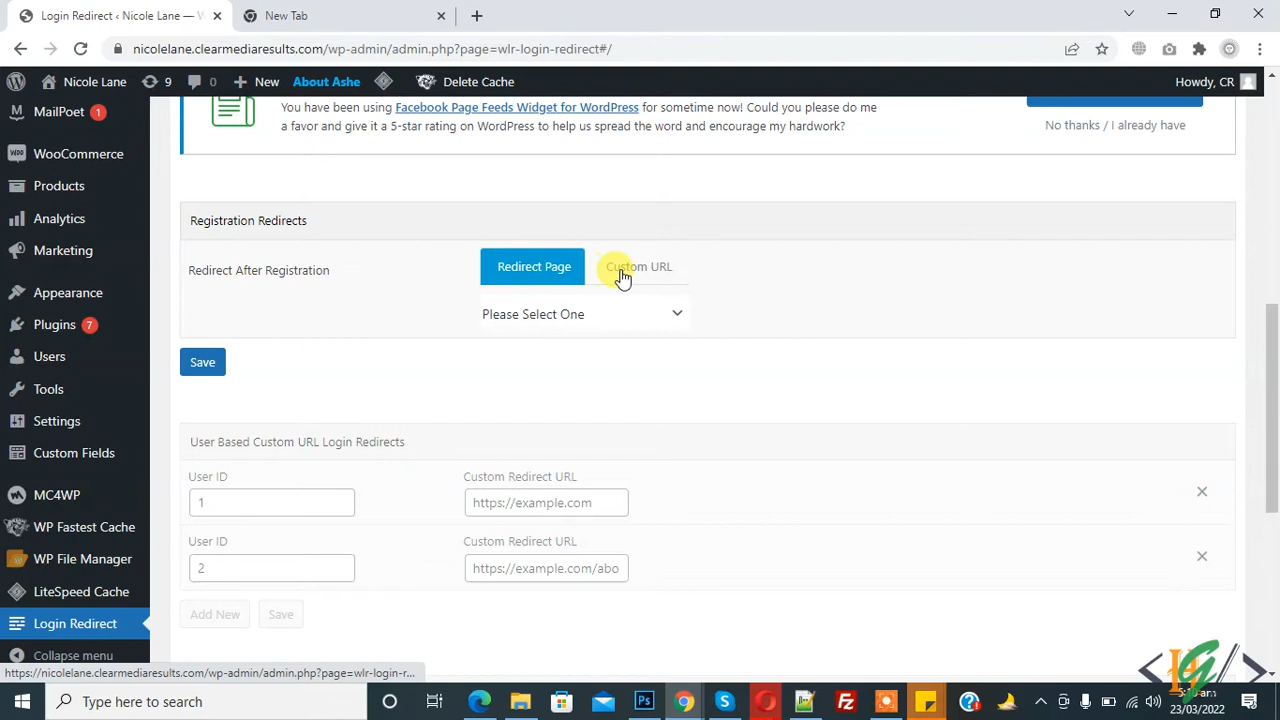 Login Redirect ‹ Nicole Lane —
New Tab
nicolelane.clearmediaresults.com/wp-admin/admin.php?page=wlr-login-redirect#/
Nicole Lane
9
0
New
About Ashe
Delete Cache
Howdy, CR
MailPoet 1
WooCommerce
Products
Analytics
Marketing
Appearance
Plugins 7
Users
Tools
Settings
Custom Fields
MC4WP
WP Fastest Cache
WP File Manager
LiteSpeed Cache
Login Redirect
Collapse menu
You have been using Facebook Page Feeds Widget for WordPress for sometime now! Could you please do me
a favor and give it a 5-star rating on WordPress to help us spread the word and encourage my hardwork?
No thanks / I already have
Registration Redirects
Redirect After Registration
Redirect Page
Custom URL
Please Select One
Save
User Based Custom URL Login Redirects
User ID
Custom Redirect URL
1
https://example.com
User ID
Custom Redirect URL
2
https://example.com/abo
Add New
Save
https://nicolelane.clearmediaresults.com/wp-admin/admin.php?page=wlr-login-r...
Type here to search
23/03/2022